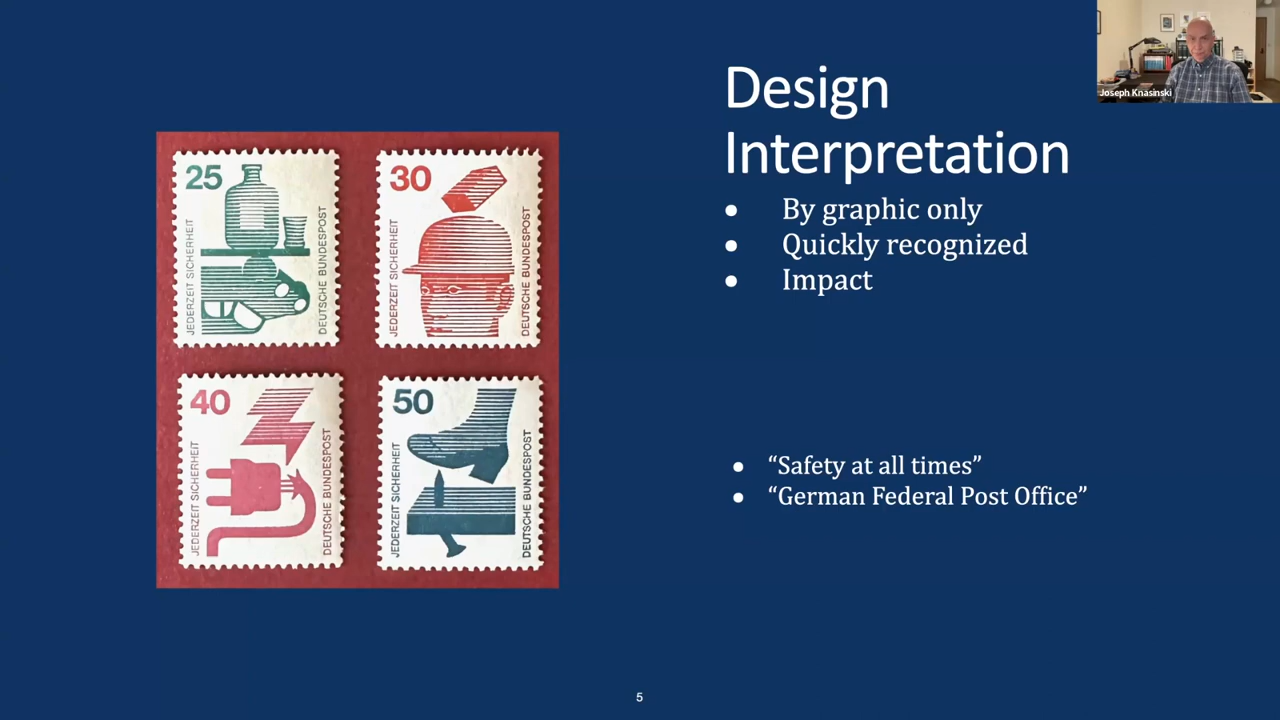 Design
Interpretation
● By graphic only
● Quickly recognized
● Impact
● “Safety at all times”
● “German Federal Post Office”
25
JEDERZEIT SICHERHEIT
DEUTSCHE BUNDESPOST
30
JEDERZEIT SICHERHEIT
DEUTSCHE BUNDESPOST
40
JEDERZEIT SICHERHEIT
DEUTSCHE BUNDESPOST
50
JEDERZEIT SICHERHEIT
DEUTSCHE BUNDESPOST
Joseph Knasinski
5